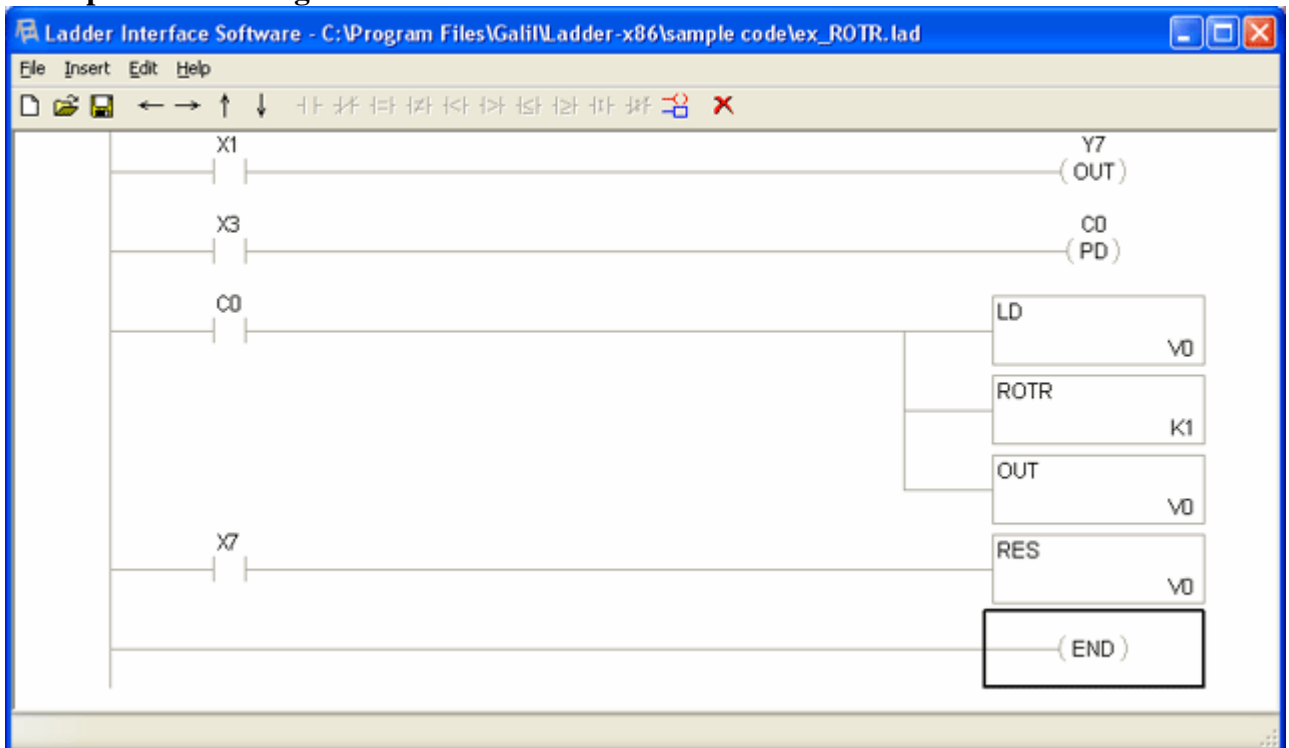 Ladder Interface Software - C:\Program Files\Galil\Ladder-x86\sample code\ex_ROTR.lad
File Insert Edit Help
X1 Y7
OUT
X3 C0
PD
C0
LD
V0
ROTR
K1
OUT
V0
X7
RES
V0
END